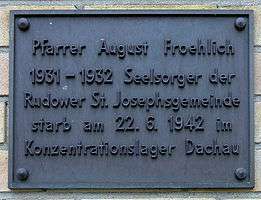 Pfarrer August Froehlich
1931 – 1932 Seelsorger der
Rudower St. Josephsgemeinde
starb am 22. 6. 1942 im
Konzentrationslager Dachau